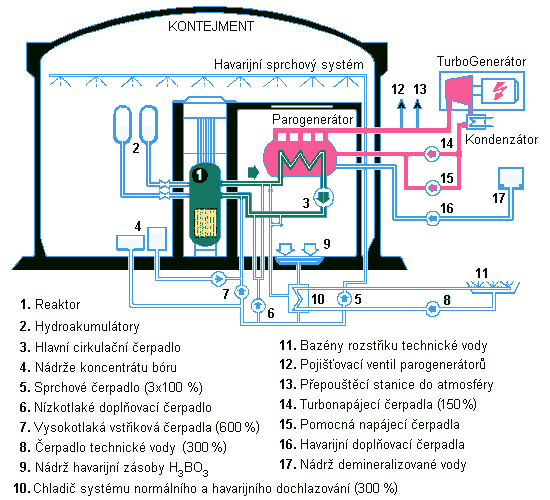 KONTEJMENT
Havarijní sprchový systém
TurboGenerátor
12 13
Parogenerátor
Kondenzátor
2
14
1
15
17
3
16
4
9
11
7
6
10
5
8
1. Reaktor
2. Hydroakumulátory
3. Hlavní cirkulační čerpadlo
4. Nádrže koncentrátu bóru
5. Sprchové čerpadlo (3x100 %)
6. Nízkotlaké doplňovací čerpadlo
7. Vysokotlaká vstřiková čerpadla (600 %)
8. Čerpadlo technické vody (300 %)
9. Nádrž havarijní zásoby H₃BO₃
10. Chladič systému normálního a havarijního dochlazování (300 %)
11. Bazény rozstřiku technické vody
12. Pojišťovací ventil parogenerátorů
13. Přepouštěcí stanice do atmosféry
14. Turbonapájecí čerpadla (150 %)
15. Pomocná napájecí čerpadla
16. Havarijní doplňovací čerpadla
17. Nádrž demineralizované vody